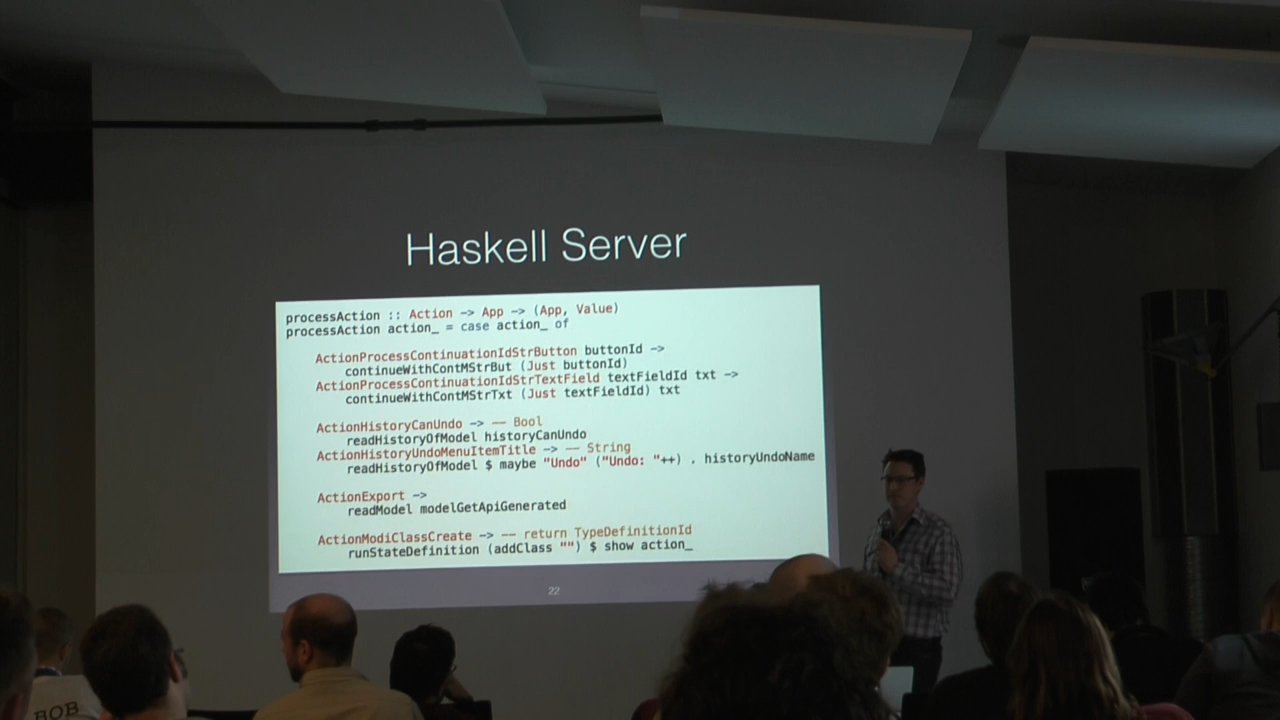 Haskell Server
processAction :: Action -> App -> (App, Value)
processAction action_ = case action_ of
ActionProcessContinuationIdStrButton buttonId ->
continueWithContMStrBut (Just buttonId)
ActionProcessContinuationIdStrTextField textFieldId txt ->
continueWithContMStrTxt (Just textFieldId) txt
ActionHistoryCanUndo -> -- Bool
readHistoryOfModel historyCanUndo
ActionHistoryUndoMenuItemTitle -> -- String
readHistoryOfModel $ maybe "Undo" ("Undo: "++) . historyUndoName
ActionExport ->
readModel modelGetApiGenerated
ActionModiClassCreate -> -- return TypeDefinitionId
runStateDefinition (addClass "") $ show action_
22
BOB